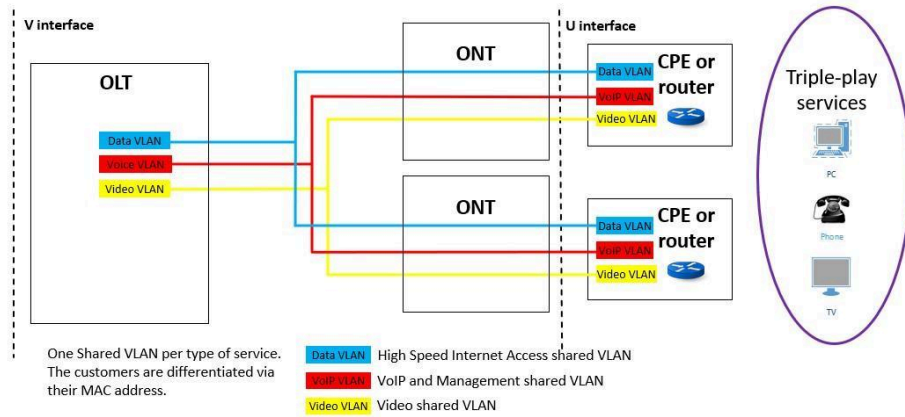 V interface
U interface
OLT
Data VLAN
Voice VLAN
Video VLAN
ONT
CPE or
router
Data VLAN
VoIP VLAN
Video VLAN
ONT
CPE or
router
Data VLAN
VoIP VLAN
Video VLAN
Triple-play
services
PC
Phone
TV
One Shared VLAN per type of service.
The customers are differentiated via
their MAC address.
Data VLAN High Speed Internet Access shared VLAN
VoIP VLAN VoIP and Management shared VLAN
Video VLAN Video shared VLAN